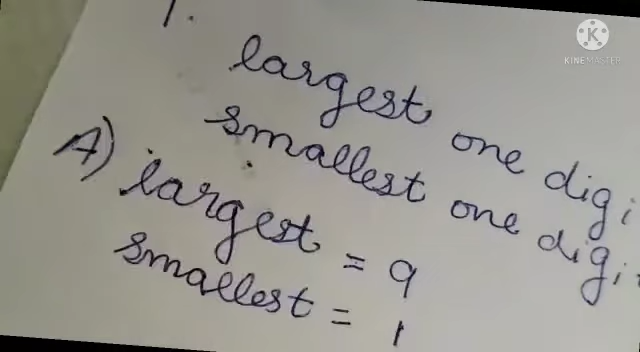 1.
largest one digi
smallest one digi
A) largest = 9
smallest = 1
K
KINEMASTER